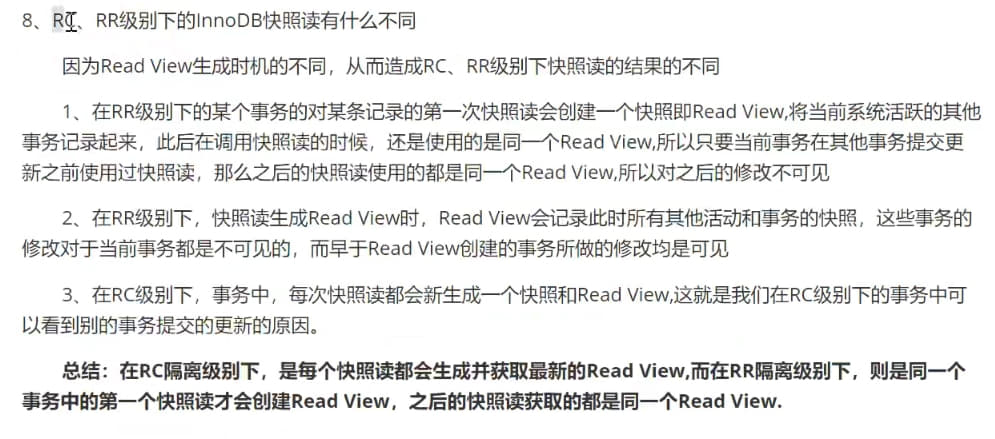 8、RC、RR级别下的InnoDB快照读有什么不同
因为Read View生成时机的不同，从而造成RC、RR级别下快照读的结果的不同
1、在RR级别下的某个事务的对某条记录的第一次快照读会创建一个快照即Read View,将当前系统活跃的其他
事务记录起来，此后在调用快照读的时候，还是使用的是同一个Read View,所以只要当前事务在其他事务提交更
新之前使用过快照读，那么之后的快照读使用的都是同一个Read View,所以对之后的修改不可见
2、在RR级别下，快照读生成Read View时，Read View会记录此时所有其他活动和事务的快照，这些事务的
修改对于当前事务都是不可见的，而早于Read View创建的事务所做的修改均是可见
3、在RC级别下，事务中，每次快照读都会新生成一个快照和Read View,这就是我们在RC级别下的事务中可
以看到别的事务提交的更新的原因。
总结：在RC隔离级别下，是每个快照读都会生成并获取最新的Read View,而在RR隔离级别下，则是同一个
事务中的第一个快照读才会创建Read View，之后的快照读获取的都是同一个Read View.